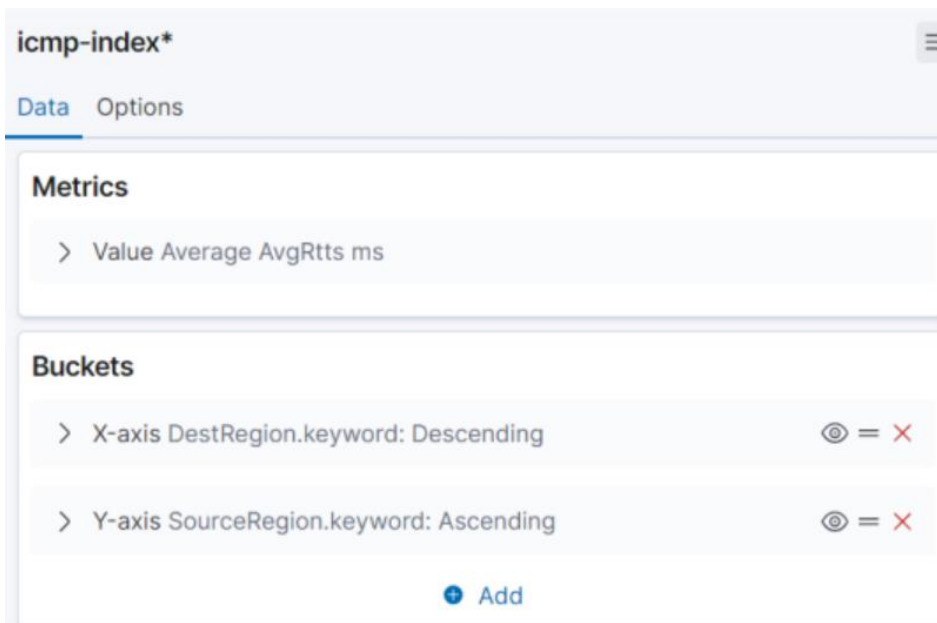 icmp-index*
Data Options
Metrics
Value Average AvgRtts ms
Buckets
X-axis DestRegion.keyword: Descending
Y-axis SourceRegion.keyword: Ascending
Add